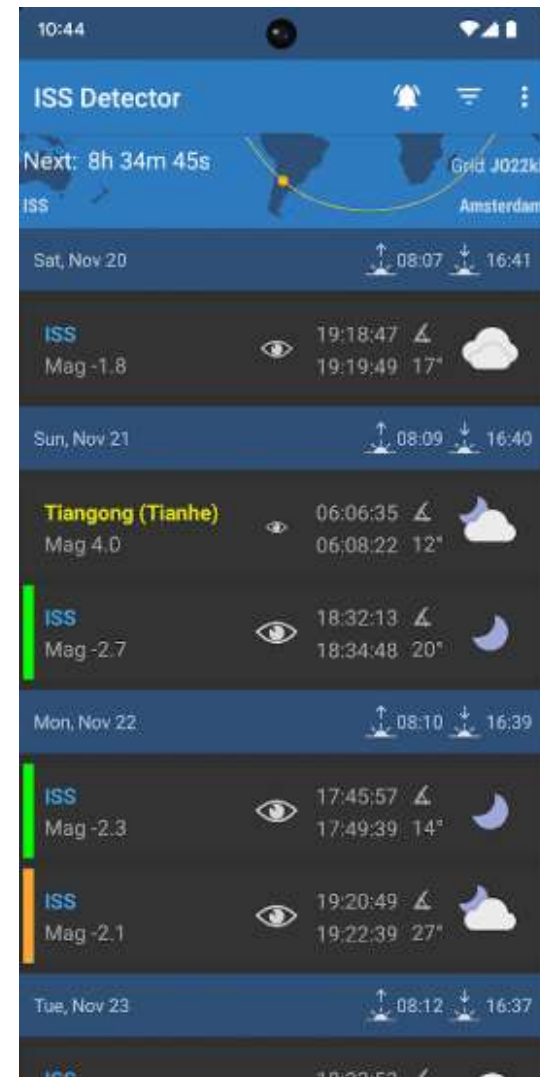 10:44
ISS Detector
Next: 8h 34m 45s
Grid JO22k
ISS
Amsterdam
Sat, Nov 20 08:07 16:41
ISS 19:18:47
Mag -1.8 19:19:49 17°
Sun, Nov 21 08:09 16:40
Tiangong (Tianhe) 06:06:35
Mag 4.0 06:08:22 12°
ISS 18:32:13
Mag -2.7 18:34:48 20°
Mon, Nov 22 08:10 16:39
ISS 17:45:57
Mag -2.3 17:49:39 14°
ISS 19:20:49
Mag -2.1 19:22:39 27°
Tue, Nov 23 08:12 16:37
ISS